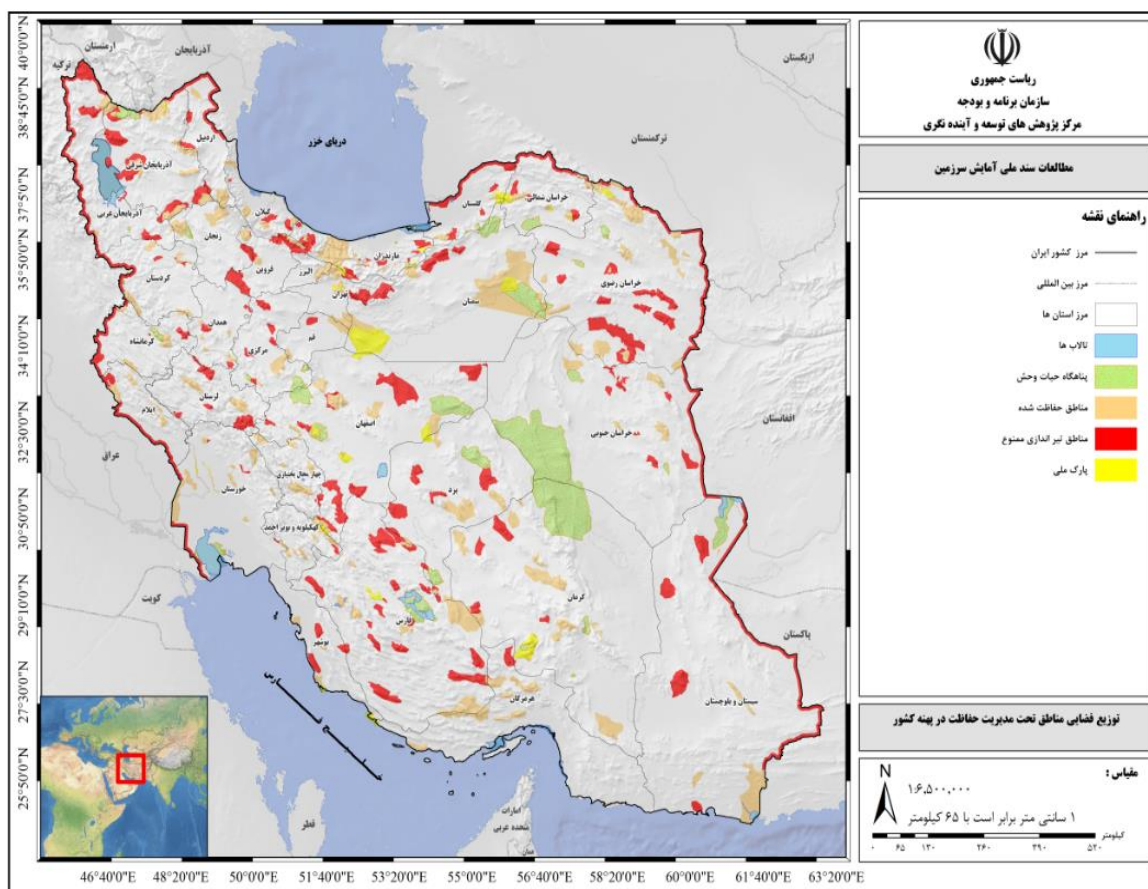 ریاست جمهوری
سازمان برنامه و بودجه
مرکز پژوهش های توسعه و آینده نگری
مطالعات سند ملی آمایش سرزمین
راهنمای نقشه
مرز کشور ایران
مرز بین المللی
مرز استان ها
تالاب ها
پناهگاه حیات وحش
مناطق حفاظت شده
مناطق تیر اندازی ممنوع
پارک ملی
توزیع فضایی مناطق تحت مدیریت حفاظت در پهنه کشور
مقیاس :
N
۱:۶,۵۰۰,۰۰۰
۱ سانتی متر برابر است با ۶۵ کیلومتر
کیلومتر
۰ ۶۵ ۱۳۰ ۲۶۰ ۳۹۰ ۵۲۰
ارمنستان
آذربایجان
ترکیه
ازبکستان
ترکمنستان
دریای خزر
افغانستان
پاکستان
عراق
کویت
قطر
امارات
متحده عربی
عمان
فارس
اردبیل
آذربایجان شرقی
آذربایجان غربی
گیلان
زنجان
کردستان
قزوین
البرز
تهران
مازندران
گلستان
خراسان شمالی
خراسان رضوی
سمنان
قم
همدان
کرمانشاه
مرکزی
لرستان
ایلام
اصفهان
خراسان جنوبی
یزد
چهار محال بختیاری
خوزستان
کهگیلویه و بویر احمد
فارس
کرمان
بوشهر
هرمزگان
سیستان و بلوچستان
40°0'0"N
38°45'0"N
37°5'0"N
35°50'0"N
34°10'0"N
32°30'0"N
30°50'0"N
29°10'0"N
27°30'0"N
25°50'0"N
46°40'0"E 48°20'0"E 50°0'0"E 51°40'0"E 53°20'0"E 55°0'0"E 56°40'0"E 58°20'0"E 60°0'0"E 61°40'0"E 63°20'0"E